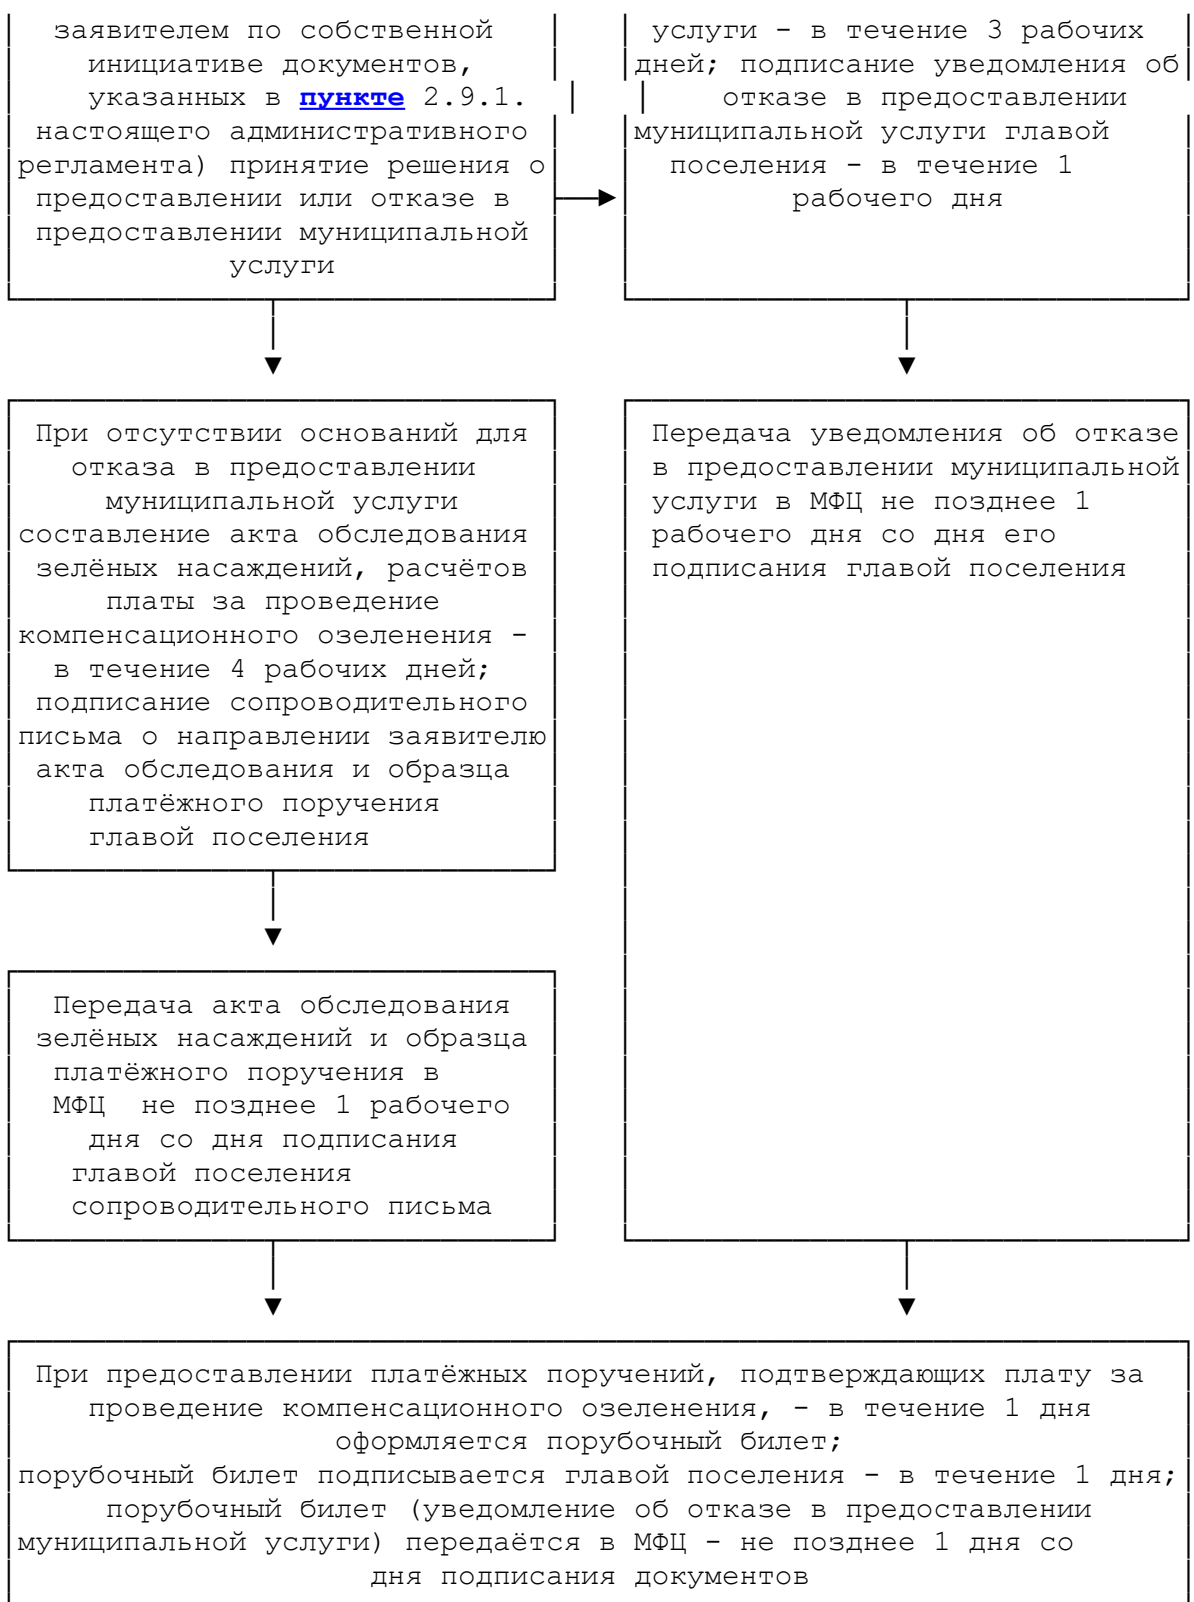 заявителем по собственной
инициативе документов,
указанных в пункте 2.9.1.
настоящего административного
регламента) принятие решения о
предоставлении или отказе в
предоставлении муниципальной
услуги
услуги - в течение 3 рабочих
дней; подписание уведомления об
отказе в предоставлении
муниципальной услуги главой
поселения - в течение 1
рабочего дня
При отсутствии оснований для
отказа в предоставлении
муниципальной услуги
составление акта обследования
зелёных насаждений, расчётов
платы за проведение
компенсационного озеленения -
в течение 4 рабочих дней;
подписание сопроводительного
письма о направлении заявителю
акта обследования и образца
платёжного поручения
главой поселения
Передача уведомления об отказе
в предоставлении муниципальной
услуги в МФЦ не позднее 1
рабочего дня со дня его
подписания главой поселения
Передача акта обследования
зелёных насаждений и образца
платёжного поручения в
МФЦ не позднее 1 рабочего
дня со дня подписания
главой поселения
сопроводительного письма
При предоставлении платёжных поручений, подтверждающих плату за
проведение компенсационного озеленения, - в течение 1 дня
оформляется порубочный билет;
порубочный билет подписывается главой поселения - в течение 1 дня;
порубочный билет (уведомление об отказе в предоставлении
муниципальной услуги) передаётся в МФЦ - не позднее 1 дня со
дня подписания документов